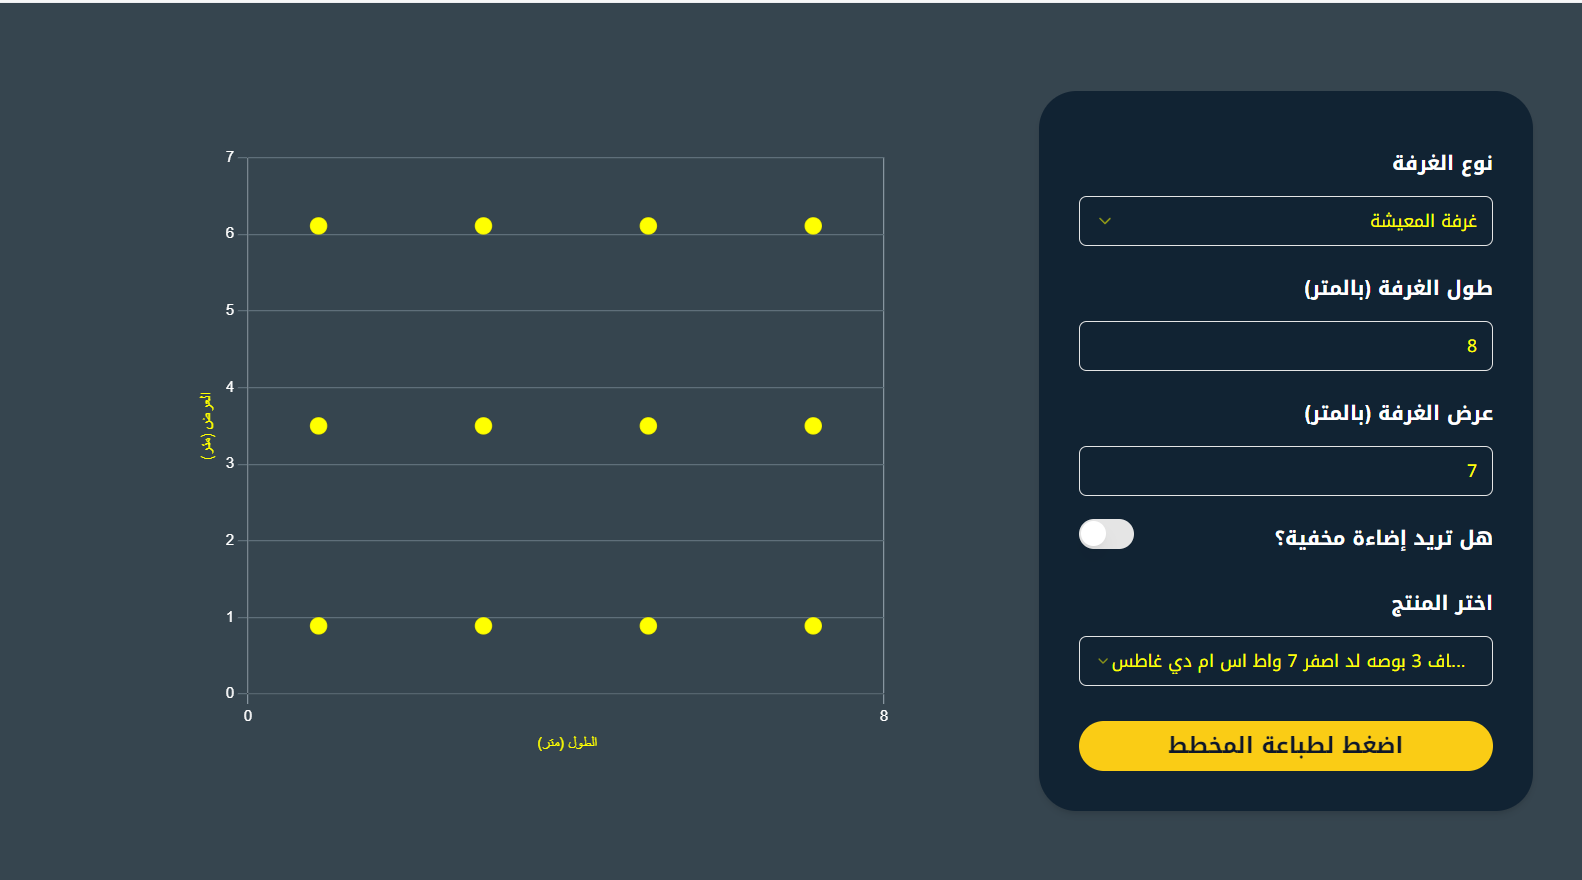 نوع الغرفة
غرفة المعيشة
طول الغرفة (بالمتر)
8
عرض الغرفة (بالمتر)
7
هل تريد إضاءة مخفية؟
اختر المنتج
...اف 3 بوصه لد اصفر 7 واط اس ام دي غاطس
اضغط لطباعة المخطط
7
6
5
4
3
2
1
0
العرض (متر)
0
8
الطول (متر)